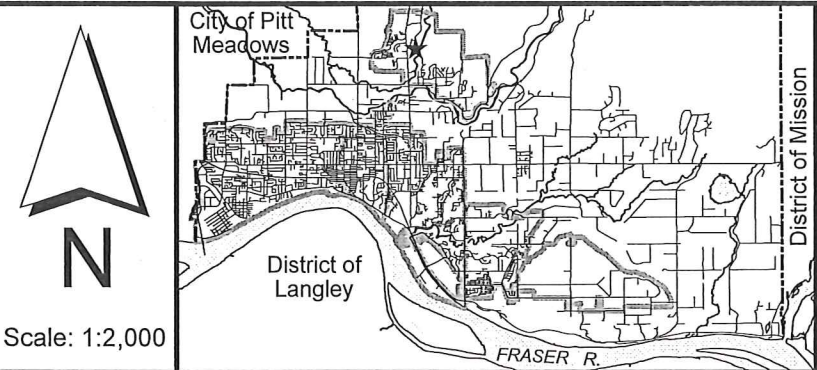 City of Pitt
Meadows
District of Mission
District of
Langley
N
Scale: 1:2,000
FRASER R.